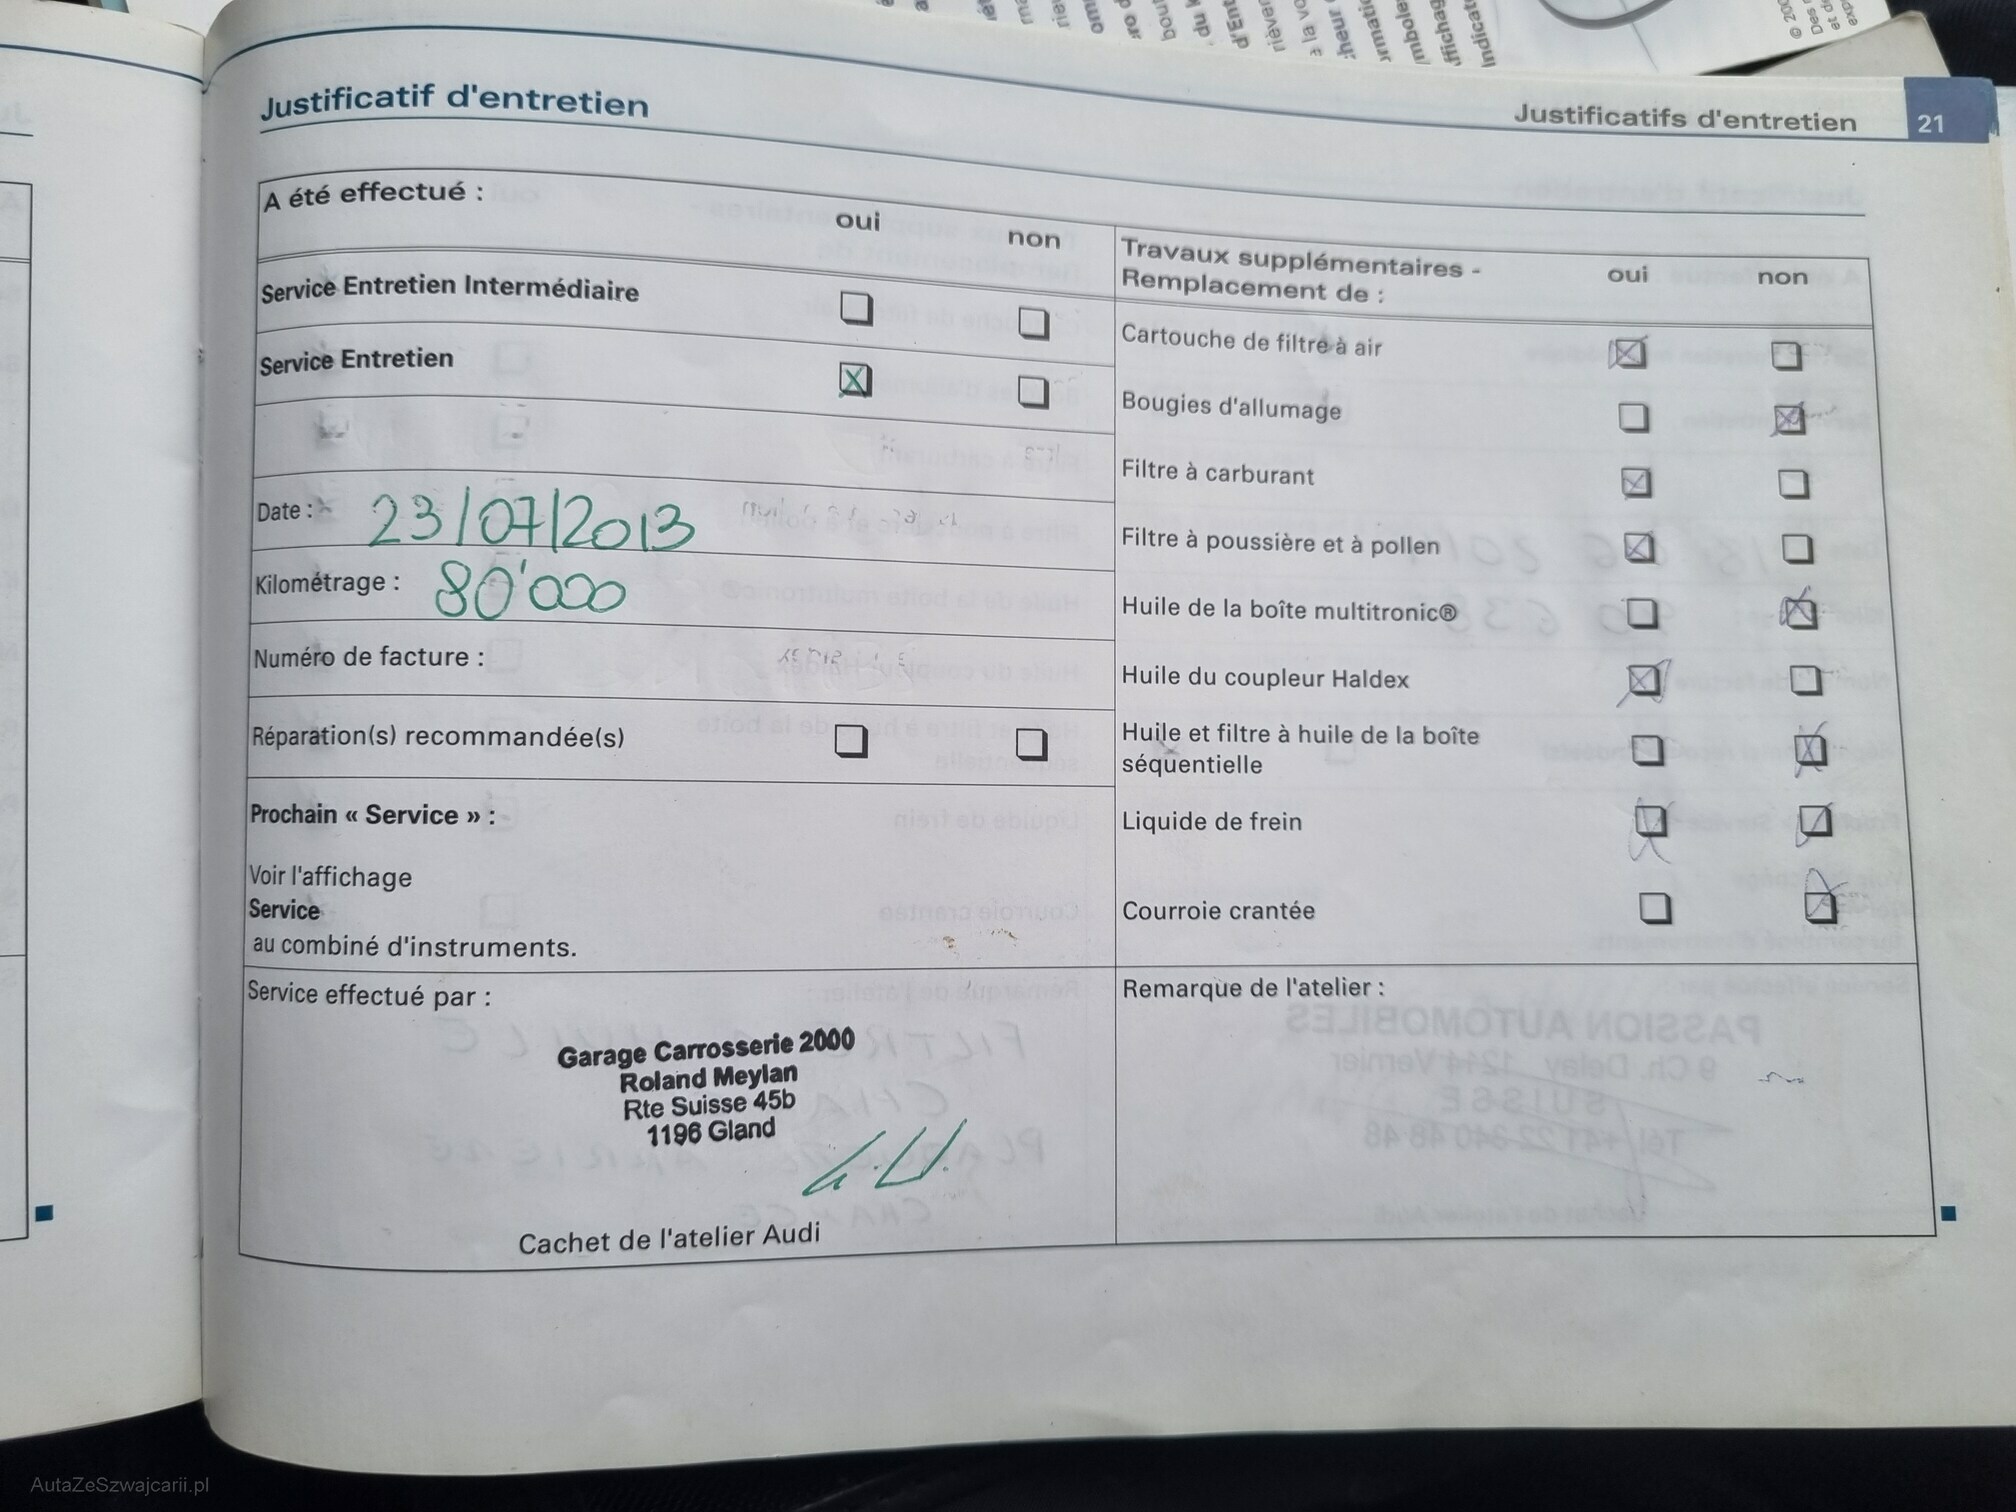 Justificatif d'entretien
Justificatifs d'entretien
21
A été effectué :
oui
non
Service Entretien Intermédiaire
Service Entretien
X
Date :
23/07/2013
Kilométrage :
80'000
Numéro de facture :
Réparation(s) recommandée(s)
Prochain « Service » :
Voir l'affichage
Service
au combiné d'instruments.
Service effectué par :
Garage Carrosserie 2000
Roland Meylan
Rte Suisse 45b
1196 Gland
Cachet de l'atelier Audi
Travaux supplémentaires -
Remplacement de :
oui
non
Cartouche de filtre à air
Bougies d'allumage
Filtre à carburant
Filtre à poussière et à pollen
Huile de la boîte multitronic®
Huile du coupleur Haldex
Huile et filtre à huile de la boîte
séquentielle
Liquide de frein
Courroie crantée
Remarque de l'atelier :
AutaZeSzwajcarii.pl